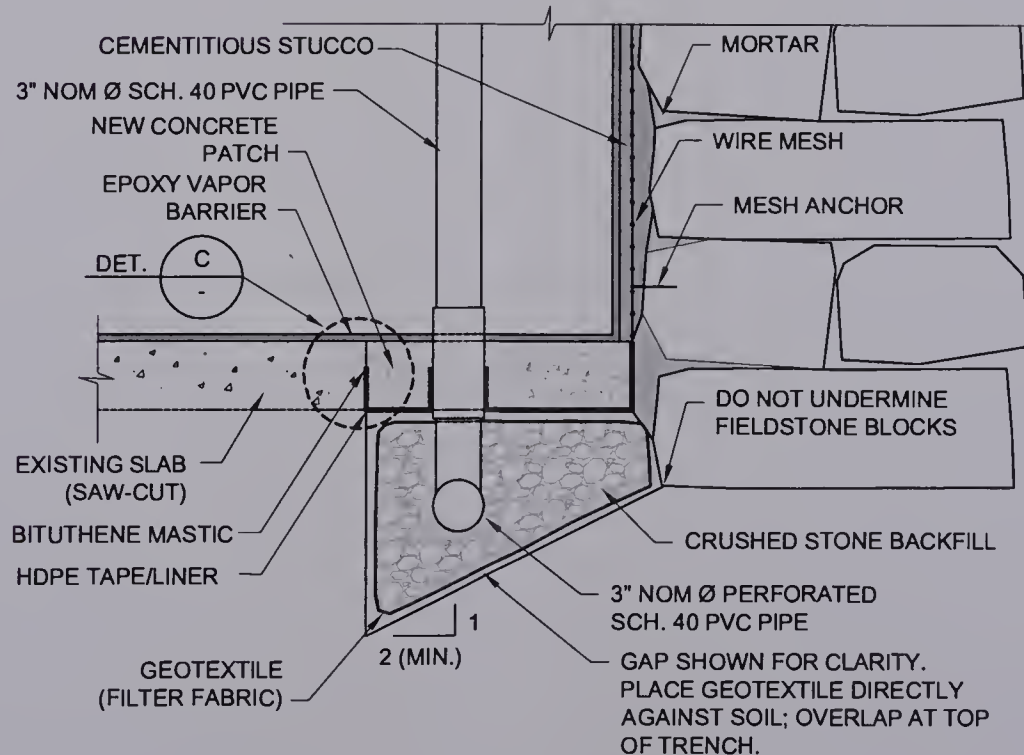 CEMENTITIOUS STUCCO
3" NOM Ø SCH. 40 PVC PIPE
NEW CONCRETE
PATCH
EPOXY VAPOR
BARRIER
DET.
C
-
EXISTING SLAB
(SAW-CUT)
BITUTHENE MASTIC
HDPE TAPE/LINER
GEOTEXTILE
(FILTER FABRIC)
1
2 (MIN.)
MORTAR
WIRE MESH
MESH ANCHOR
DO NOT UNDERMINE
FIELDSTONE BLOCKS
CRUSHED STONE BACKFILL
3" NOM Ø PERFORATED
SCH. 40 PVC PIPE
GAP SHOWN FOR CLARITY.
PLACE GEOTEXTILE DIRECTLY
AGAINST SOIL; OVERLAP AT TOP
OF TRENCH.